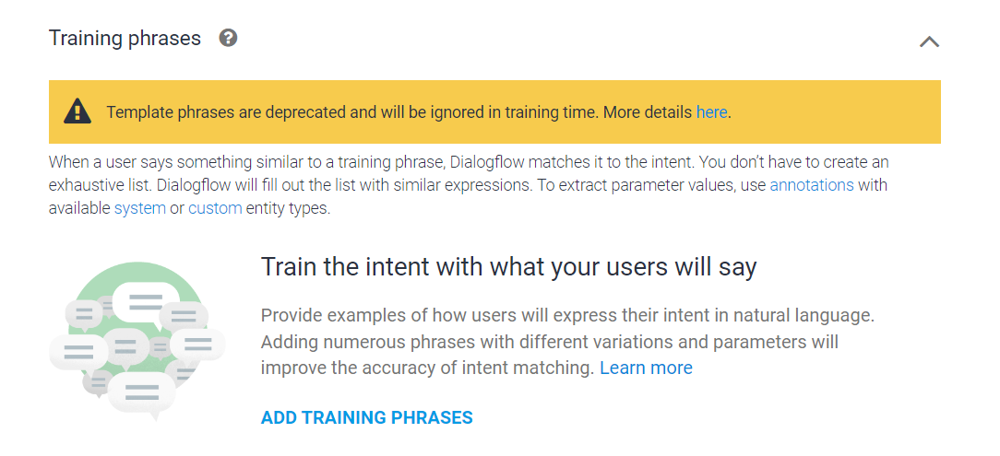 Training phrases ?
Template phrases are deprecated and will be ignored in training time. More details here.
When a user says something similar to a training phrase, Dialogflow matches it to the intent. You don't have to create an
exhaustive list. Dialogflow will fill out the list with similar expressions. To extract parameter values, use annotations with
available system or custom entity types.
Train the intent with what your users will say
Provide examples of how users will express their intent in natural language.
Adding numerous phrases with different variations and parameters will
improve the accuracy of intent matching. Learn more
ADD TRAINING PHRASES